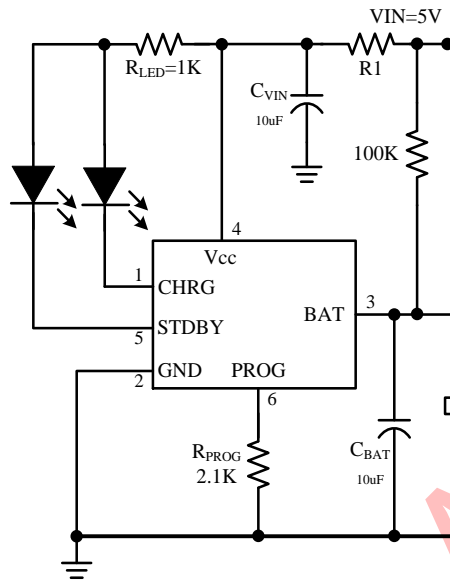 VIN=5V
RLED=1K
R1
CVIN
10uF
100K
4
Vcc
1
CHRG
BAT
3
STDBY
5
GND
PROG
2
6
RPROG
2.1K
CBAT
10uF